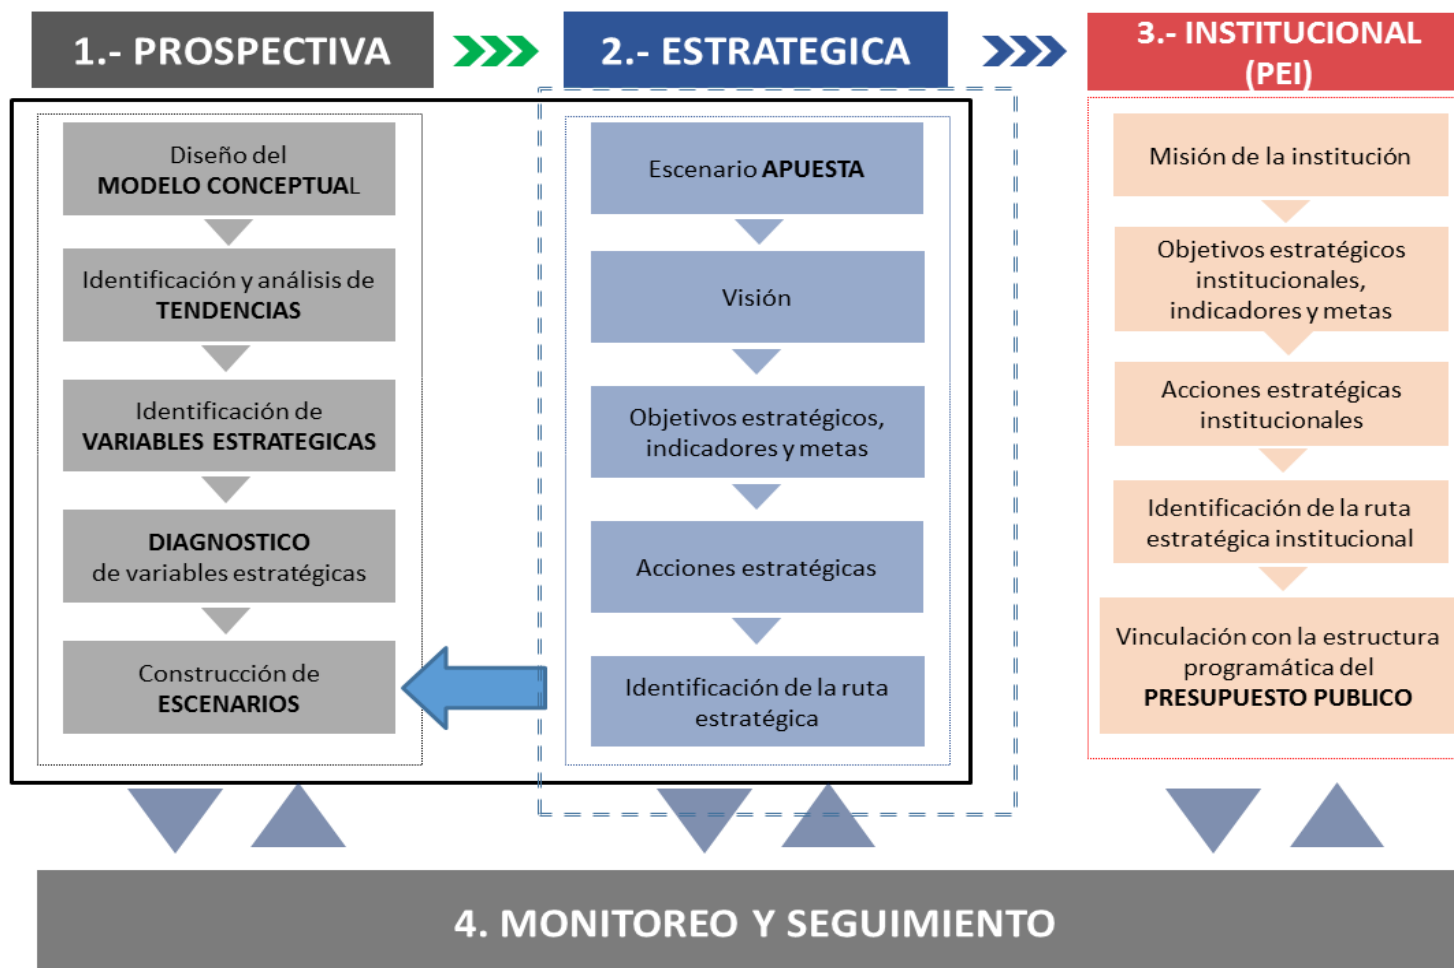 1.- PROSPECTIVA
2.- ESTRATEGICA
3.- INSTITUCIONAL
(PEI)
Diseño del
MODELO CONCEPTUAL
Identificación y análisis de
TENDENCIAS
Identificación de
VARIABLES ESTRATEGICAS
DIAGNOSTICO
de variables estratégicas
Construcción de
ESCENARIOS
Escenario APUESTA
Visión
Objetivos estratégicos,
indicadores y metas
Acciones estratégicas
Identificación de la ruta
estratégica
Misión de la institución
Objetivos estratégicos
institucionales,
indicadores y metas
Acciones estratégicas
institucionales
Identificación de la ruta
estratégica institucional
Vinculación con la estructura
programática del
PRESUPUESTO PUBLICO
4. MONITOREO Y SEGUIMIENTO